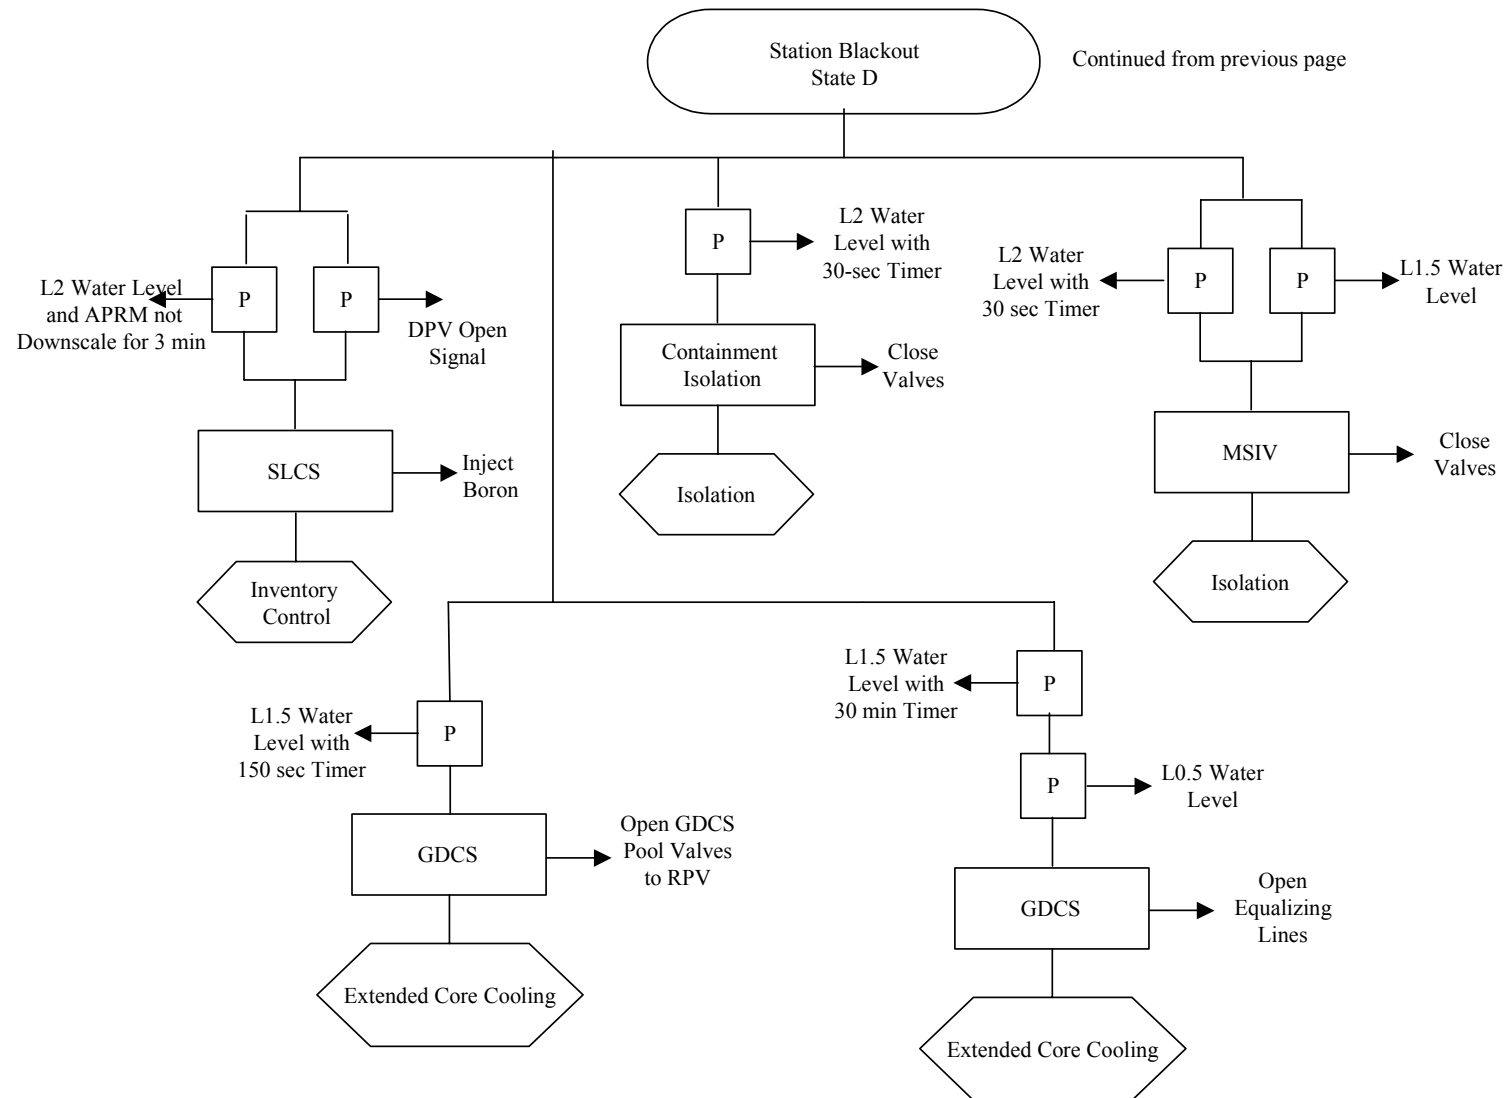 Station Blackout
State D
Continued from previous page
P
P
L2 Water Level
and APRM not
Downscale for 3 min
DPV Open
Signal
SLCS
Inject
Boron
Inventory
Control
P
L2 Water
Level with
30-sec Timer
Containment
Isolation
Close
Valves
Isolation
L2 Water
Level with
30 sec Timer
P
P
L1.5 Water
Level
MSIV
Close
Valves
Isolation
L1.5 Water
Level with
150 sec Timer
P
GDCS
Open GDCS
Pool Valves
to RPV
Extended Core Cooling
L1.5 Water
Level with
30 min Timer
P
P
L0.5 Water
Level
GDCS
Open
Equalizing
Lines
Extended Core Cooling